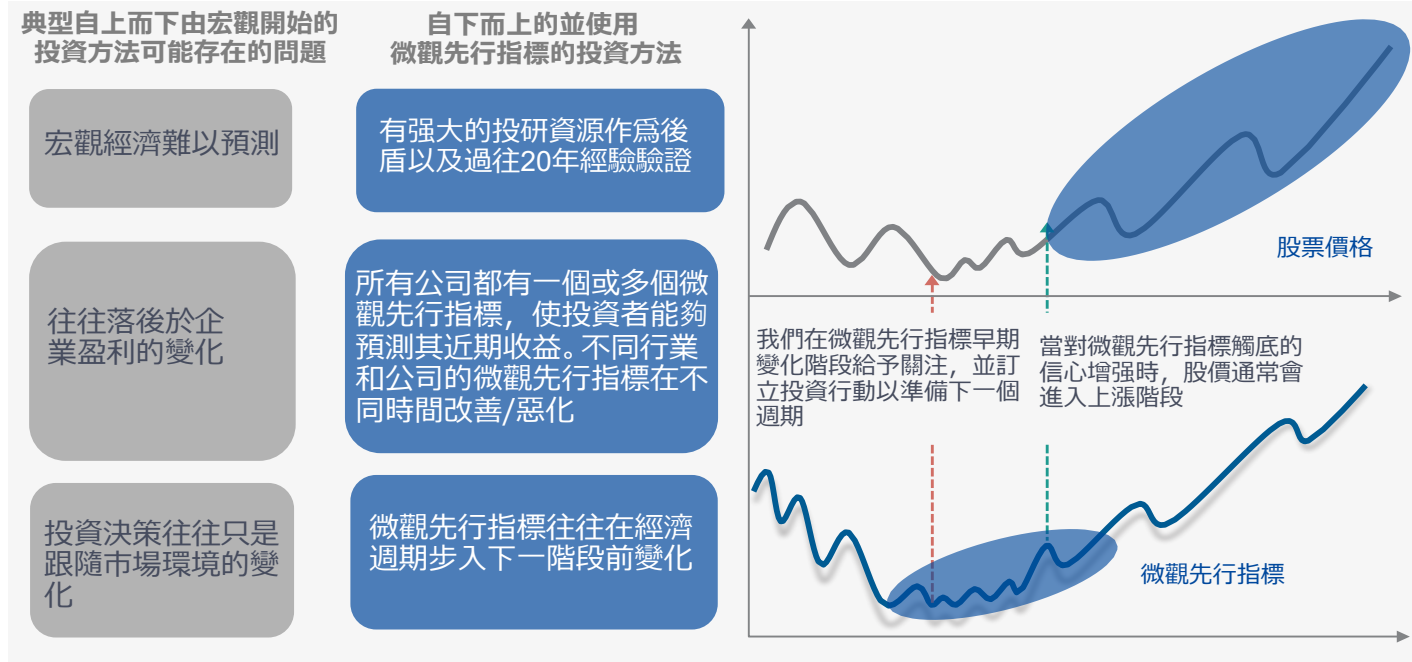 典型自上而下由宏觀開始的
投資方法可能存在的問題
自下而上的並使用
微觀先行指標的投資方法
宏觀經濟難以預測
有强大的投研資源作爲後
盾以及過往20年經驗驗證
往往落後於企
業盈利的變化
所有公司都有一個或多個微
觀先行指標，使投資者能夠
預測其近期收益。不同行業
和公司的微觀先行指標在不
同時間改善/惡化
投資決策往往只是
跟隨市場環境的變
化
微觀先行指標往往在經濟
週期步入下一階段前變化
股票價格
我們在微觀先行指標早期
變化階段給予關注，並訂
立投資行動以準備下一個
週期
當對微觀先行指標觸底的
信心增强時，股價通常會
進入上漲階段
微觀先行指標